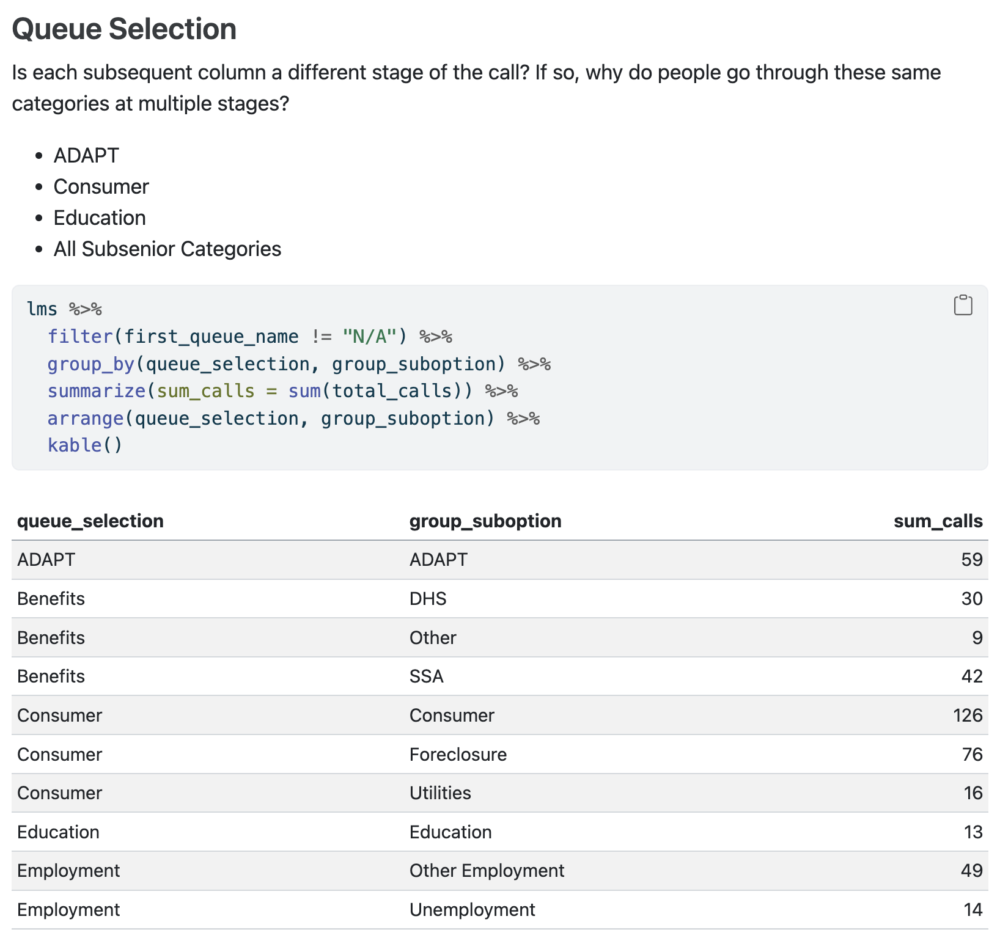 Queue Selection
Is each subsequent column a different stage of the call? If so, why do people go through these same
categories at multiple stages?
• ADAPT
• Consumer
• Education
• All Subsenior Categories
lms %>%
  filter(first_queue_name != "N/A") %>%
  group_by(queue_selection, group_suboption) %>%
  summarize(sum_calls = sum(total_calls)) %>%
  arrange(queue_selection, group_suboption) %>%
  kable()
queue_selection group_suboption sum_calls
ADAPT ADAPT 59
Benefits DHS 30
Benefits Other 9
Benefits SSA 42
Consumer Consumer 126
Consumer Foreclosure 76
Consumer Utilities 16
Education Education 13
Employment Other Employment 49
Employment Unemployment 14